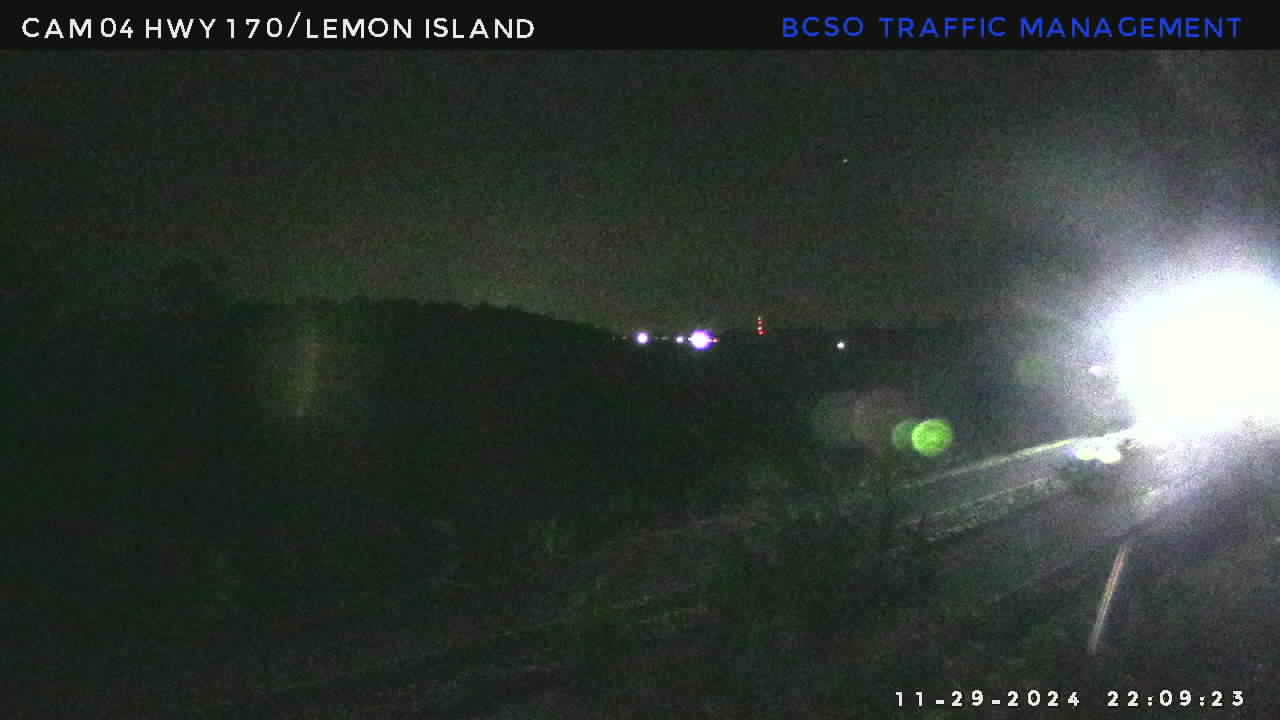 CAM04 HWY 170/LEMON ISLAND
BCSO TRAFFIC MANAGEMENT
11-29-2024 22:09:23